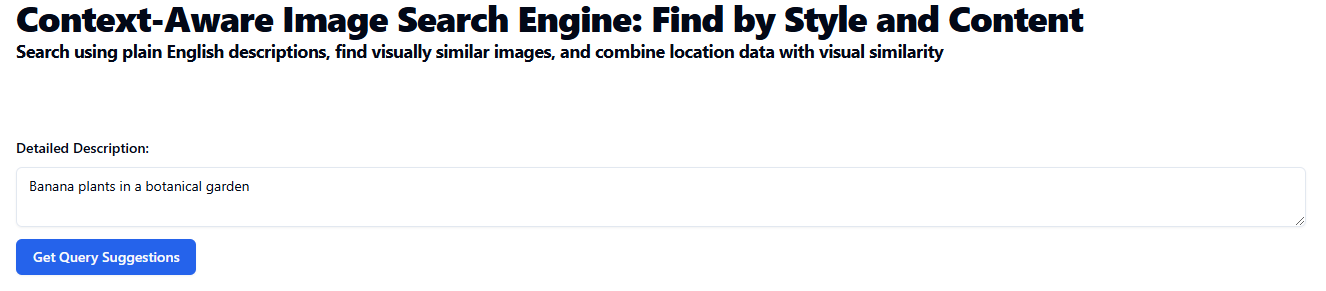 Context-Aware Image Search Engine: Find by Style and Content
Search using plain English descriptions, find visually similar images, and combine location data with visual similarity
Detailed Description:
Banana plants in a botanical garden
Get Query Suggestions